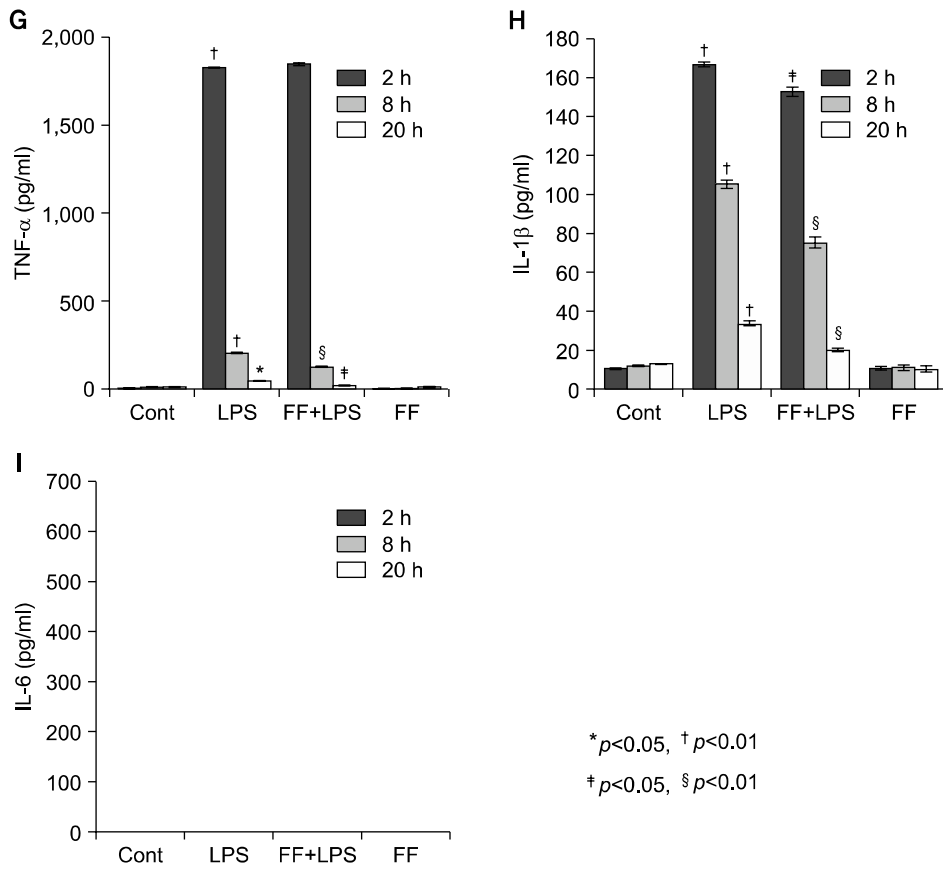 G
TNF-α (pg/ml)
2,000
1,500
1,000
500
0
2 h
8 h
20 h
†
†
*
§
ǂ
Cont LPS FF+LPS FF
H
IL-1β (pg/ml)
180
160
140
120
100
80
60
40
20
0
2 h
8 h
20 h
†
†
†
ǂ
§
§
Cont LPS FF+LPS FF
I
IL-6 (pg/ml)
700
600
500
400
300
200
100
0
2 h
8 h
20 h
Cont LPS FF+LPS FF
*p<0.05, †p<0.01
ǂp<0.05, §p<0.01